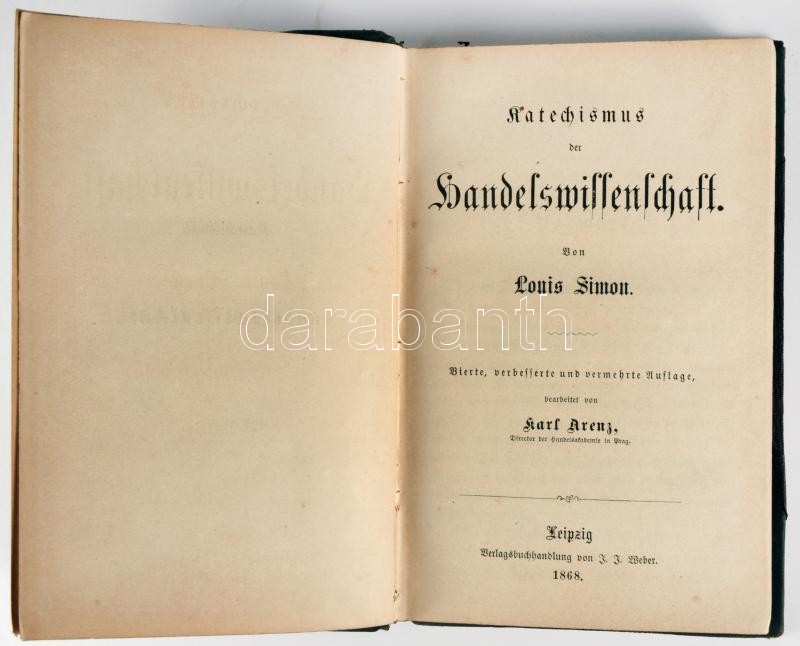 Katechismus
der
Handelswissenschaft.
Von
Louis Simon.
darabanth
Vierte, verbesserte und vermehrte Auflage,
bearbeitet von
Karl Arenz,
Director der Handelsakademie in Prag.
Leipzig
Verlagsbuchhandlung von J. J. Weber.
1868.